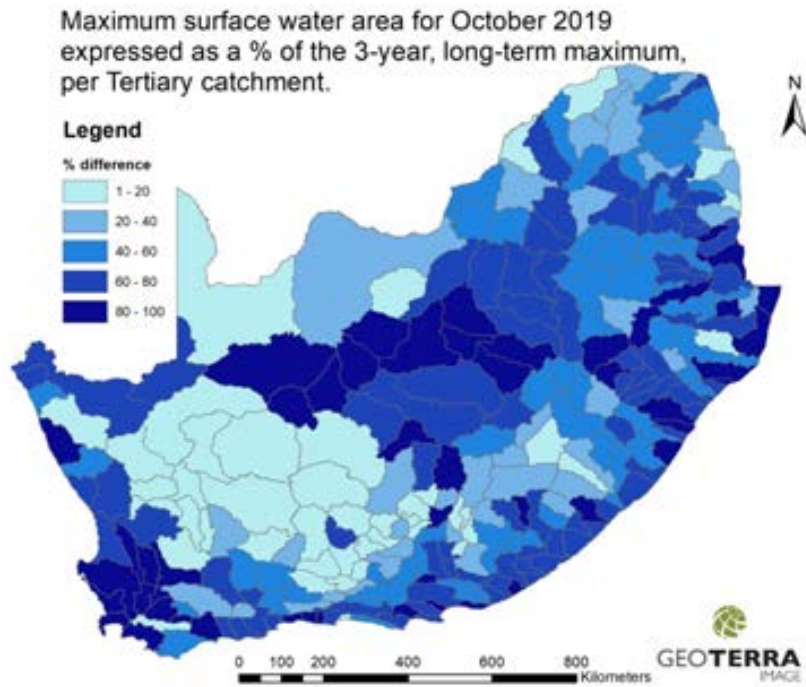 Maximum surface water area for October 2019
expressed as a % of the 3-year, long-term maximum,
per Tertiary catchment.
N
Legend
% difference
1 - 20
20 - 40
40 - 60
60 - 80
80 - 100
0 50 100 200 400 600 800
Kilometers
GEOTERRA
IMAGE